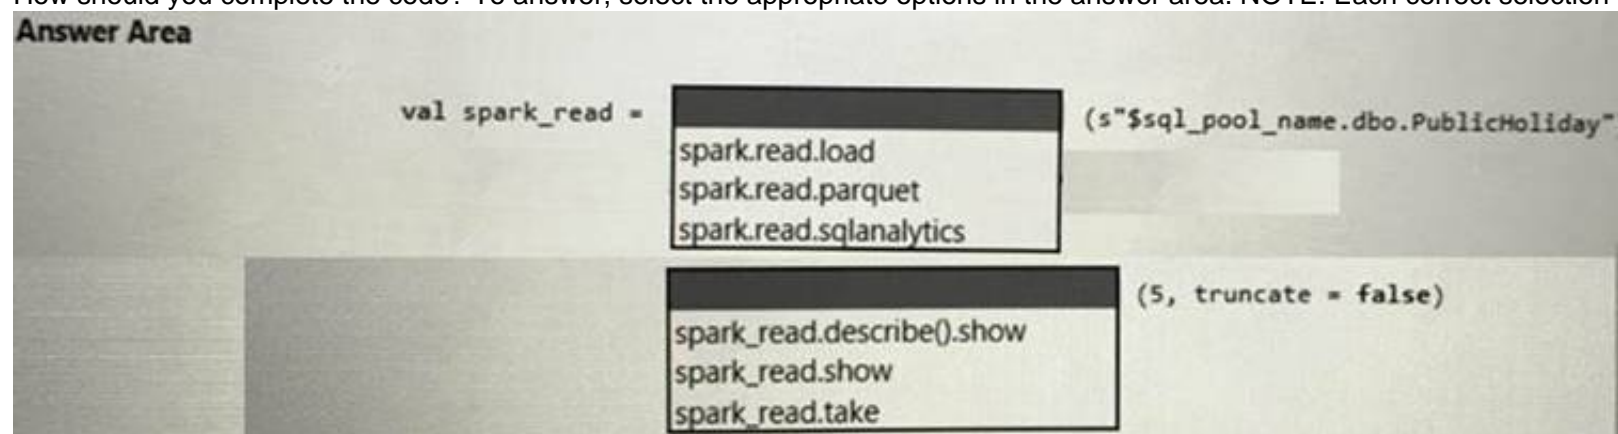 How should you complete the code? To answer, select the appropriate options in the answer area. NOTE: Each correct selection
Answer Area
val spark_read = (s"$sql_pool_name.dbo.PublicHoliday"
spark.read.load
spark.read.parquet
spark.read.sqlanalytics
(5, truncate = false)
spark_read.describe().show
spark_read.show
spark_read.take